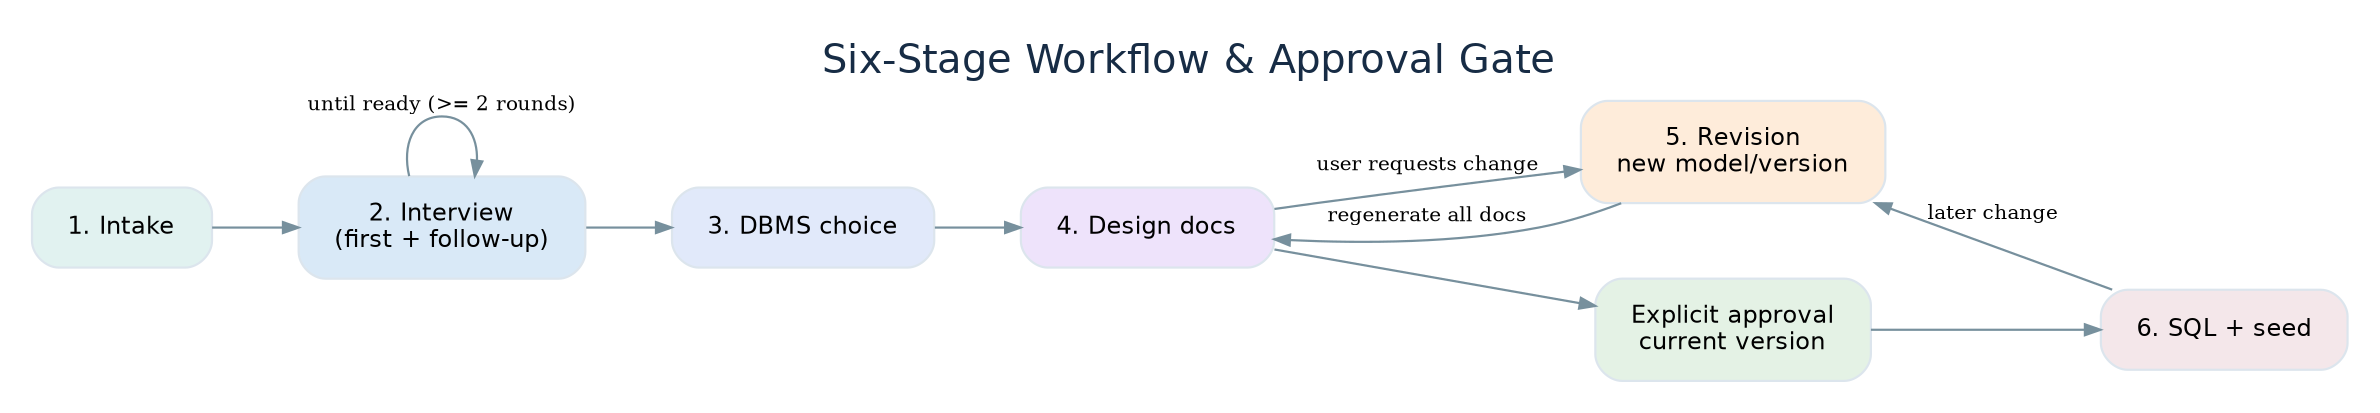 Six-Stage Workflow & Approval Gate
until ready (>= 2 rounds)
1. Intake
2. Interview
(first + follow-up)
3. DBMS choice
4. Design docs
user requests change
regenerate all docs
5. Revision
new model/version
Explicit approval
current version
later change
6. SQL + seed